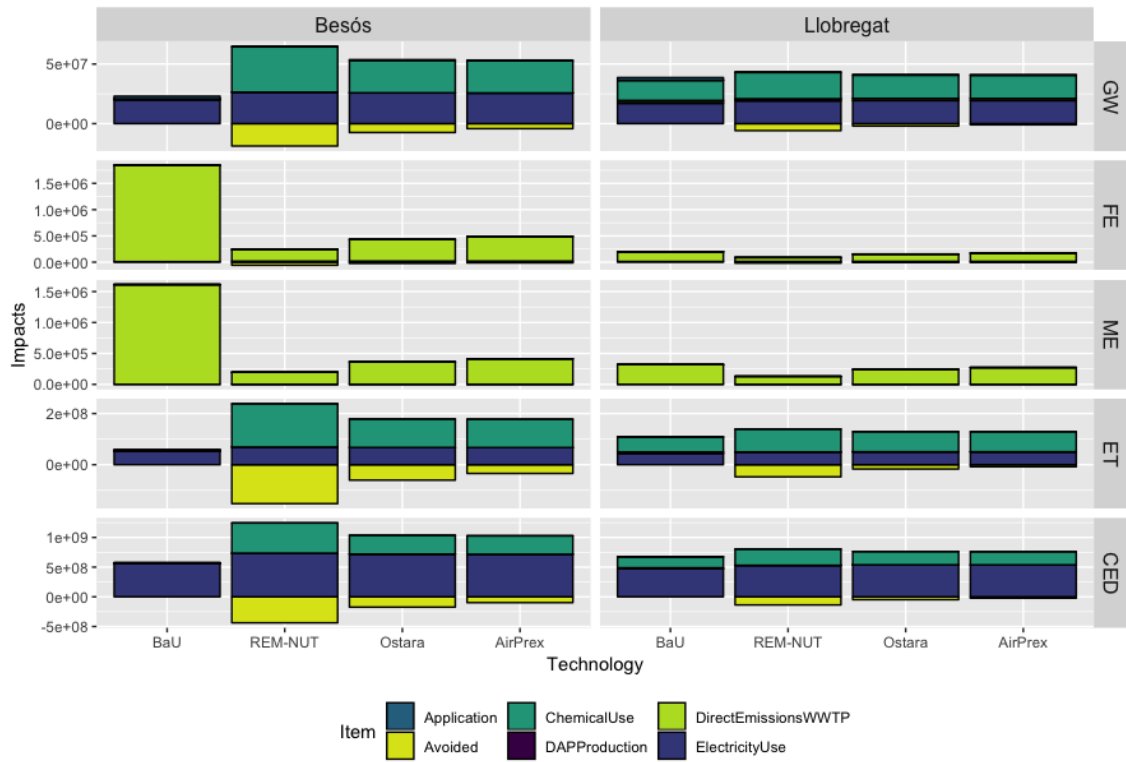 Besós Llobregat
5e+07
0e+00
GW
1.5e+06
1.0e+06
5.0e+05
0.0e+00
FE
1.5e+06
1.0e+06
5.0e+05
0.0e+00
ME
2e+08
0e+00
ET
1e+09
5e+08
0e+00
-5e+08
CED
Impacts
BaU REM-NUT Ostara AirPrex BaU REM-NUT Ostara AirPrex
Technology
Item
Application ChemicalUse DirectEmissionsWWTP
Avoided DAPProduction ElectricityUse